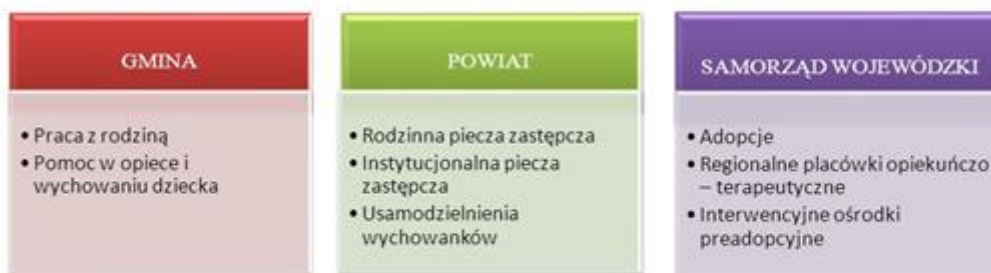 GMINA
• Praca z rodziną
• Pomoc w opiece i
wychowaniu dziecka
POWIAT
• Rodzinna piecza zastępcza
• Instytucjonalna piecza
zastępcza
• Usamodzielnienia
wychowanków
SAMORZĄD WOJEWÓDZKI
• Adopcje
• Regionalne placówki opiekuńczo
– terapeutyczne
• Interwencyjne ośrodki
preadopcyjne